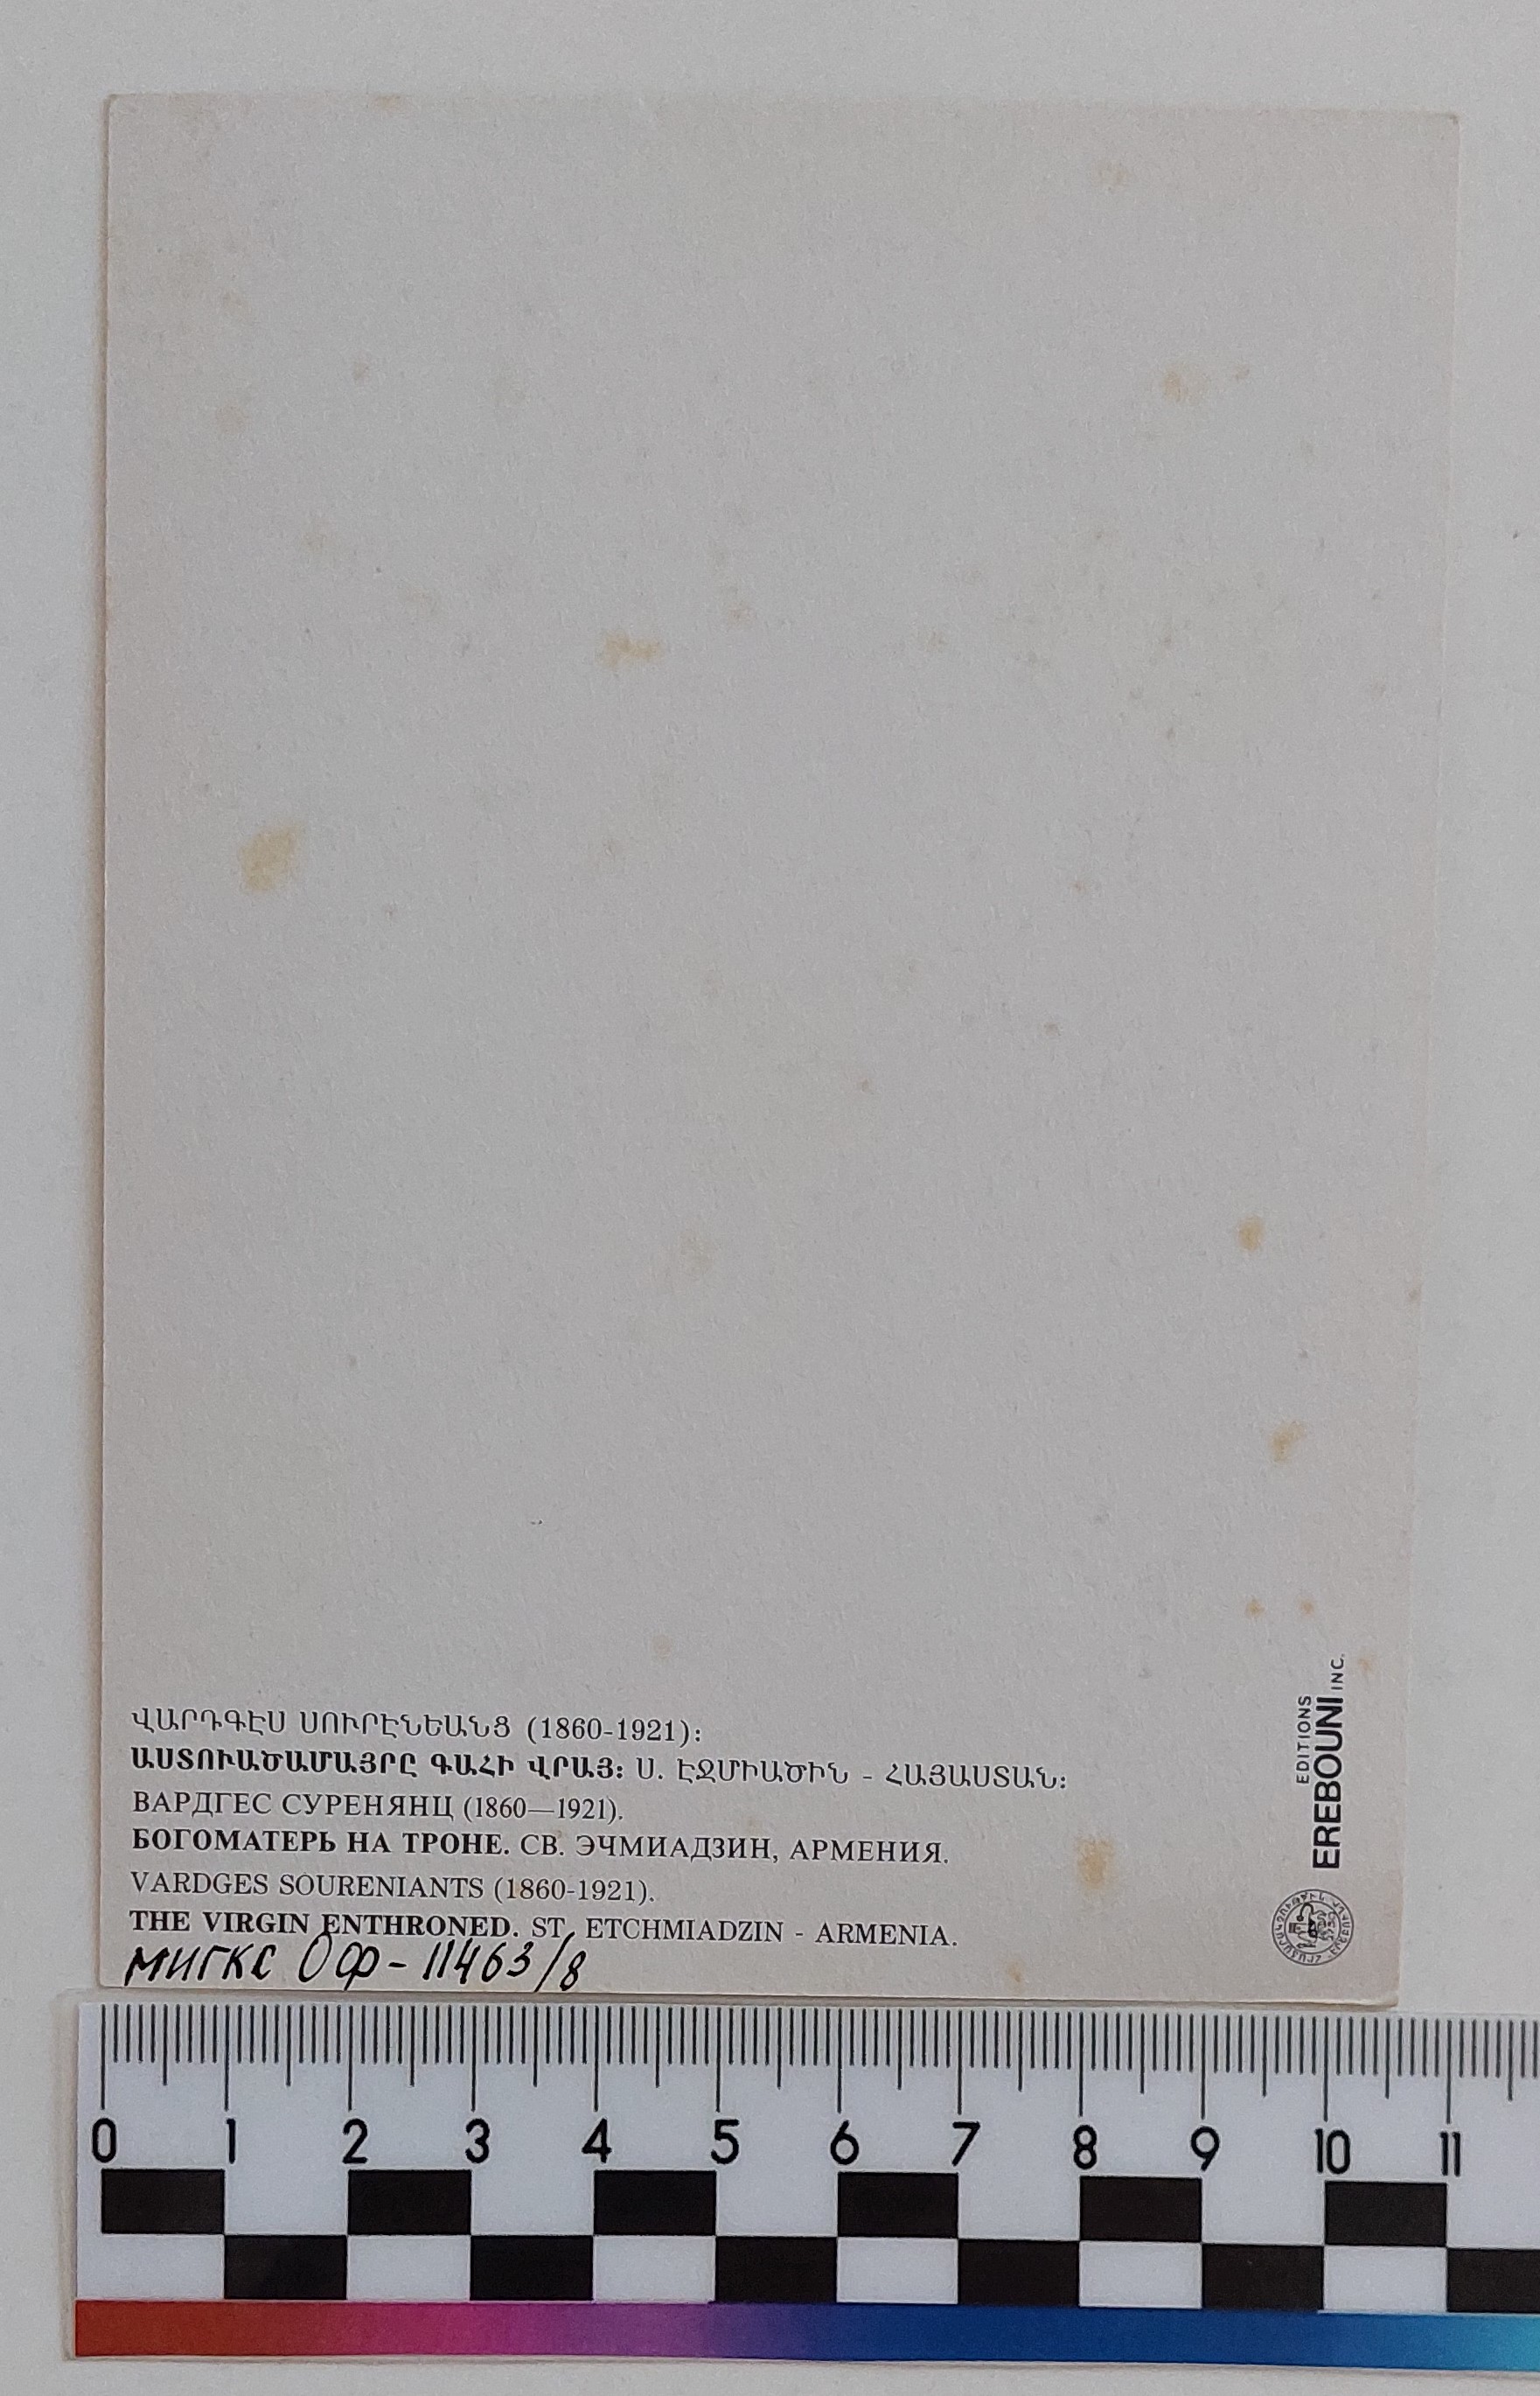 ՎԱՐԴԳԷՍ ՍՈՒՐԷՆԵԱՆՑ (1860-1921)։
ԱՍՏՈՒԱԾԱՄԱՅՐԸ ԳԱՀԻ ՎՐԱՅ։ Ս. ԷՋՄԻԱԾԻՆ - ՀԱՅԱՍՏԱՆ։
ВАРДГЕС СУРЕНЯНЦ (1860—1921).
БОГОМАТЕРЬ НА ТРОНЕ. СВ. ЭЧМИАДЗИН, АРМЕНИЯ.
VARDGES SOURENIANTS (1860-1921).
THE VIRGIN ENTHRONED. ST. ETCHMIADZIN - ARMENIA.
МИГКС ОФ-11463/8
EDITIONS
EREBOUNI INC.
0 1 2 3 4 5 6 7 8 9 10 11